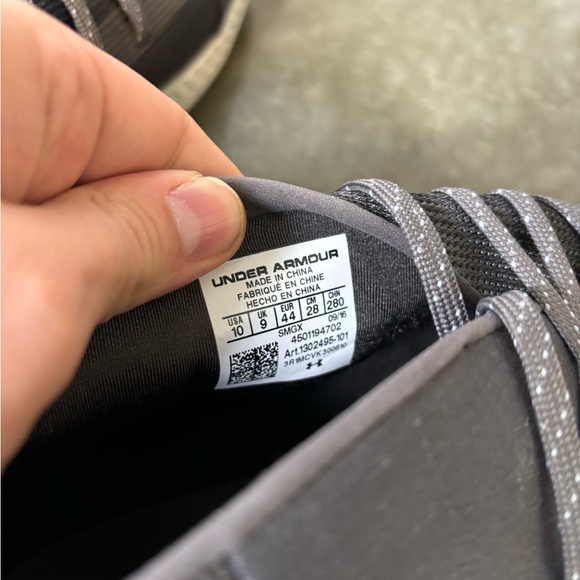 UNDER ARMOUR
MADE IN CHINA
FABRIQUÉ EN CHINE
HECHO EN CHINA
USA UK EUR CM CHN
10 9 44 28 280
SMGX 09/16
4501194702
Art.1302495-101